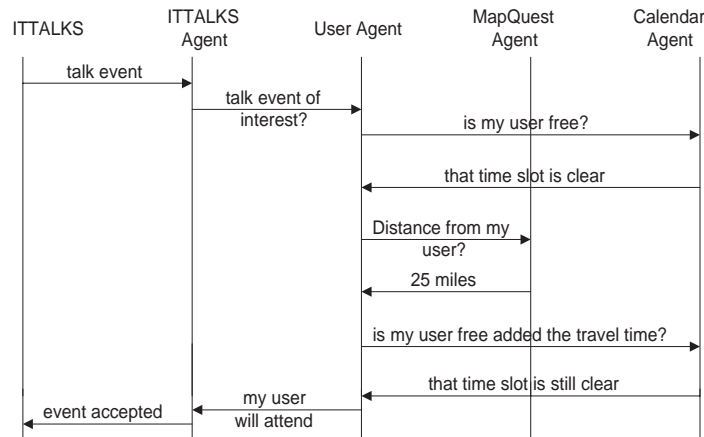 ITTALKS
ITTALKS
Agent
User Agent
MapQuest
Agent
Calendar
Agent
talk event
talk event of
interest?
is my user free?
that time slot is clear
Distance from my
user?
25 miles
is my user free added the travel time?
that time slot is still clear
my user
will attend
event accepted